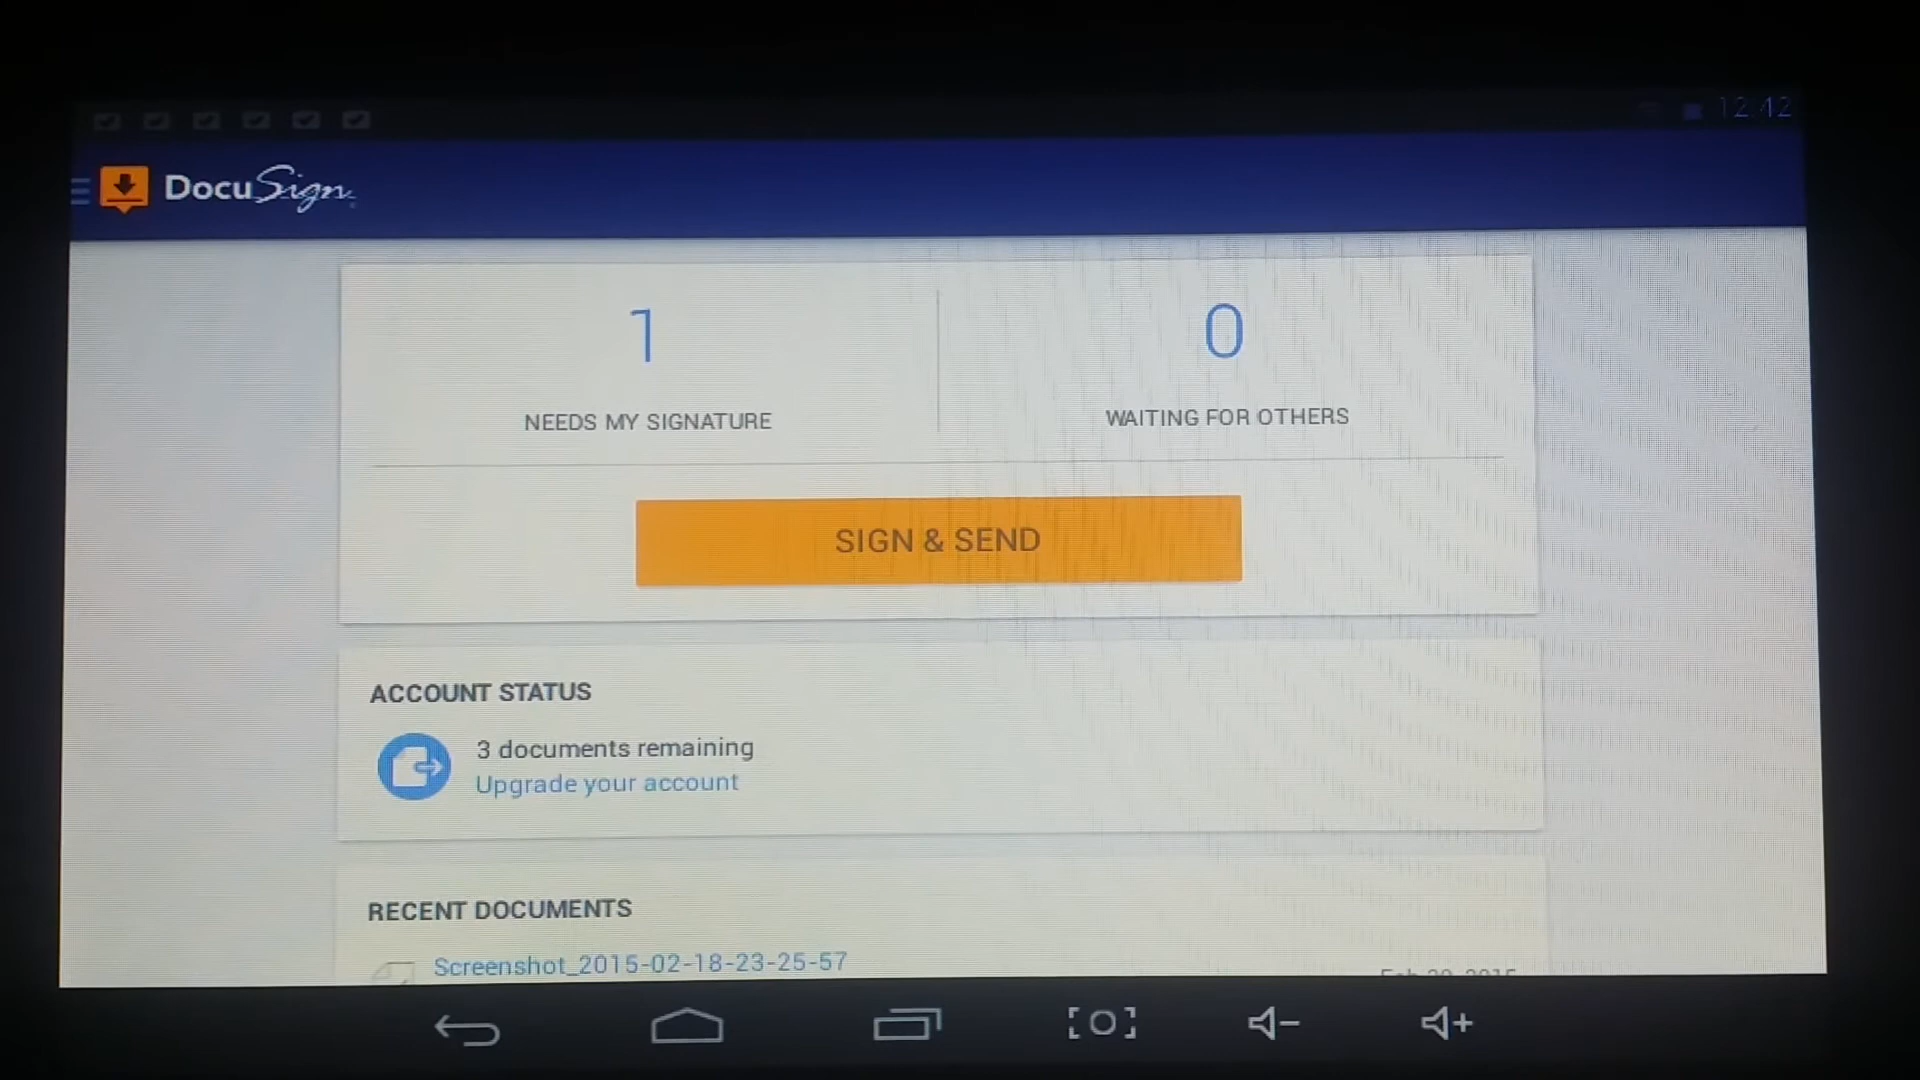 12:42
DocuSign
1
0
NEEDS MY SIGNATURE
WAITING FOR OTHERS
SIGN & SEND
ACCOUNT STATUS
3 documents remaining
Upgrade your account
RECENT DOCUMENTS
Screenshot_2015-02-18-23-25-57